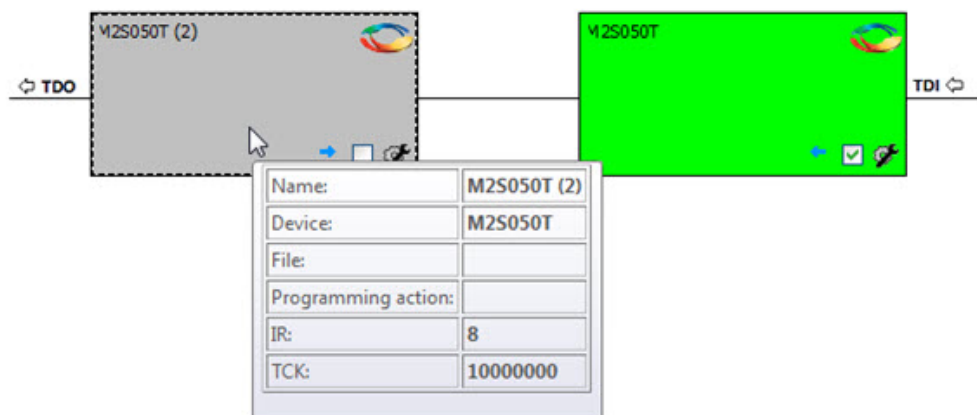 M2S050T (2)
M2S050T
TDO
TDI
Name: M2S050T (2)
Device: M2S050T
File:
Programming action:
IR: 8
TCK: 10000000